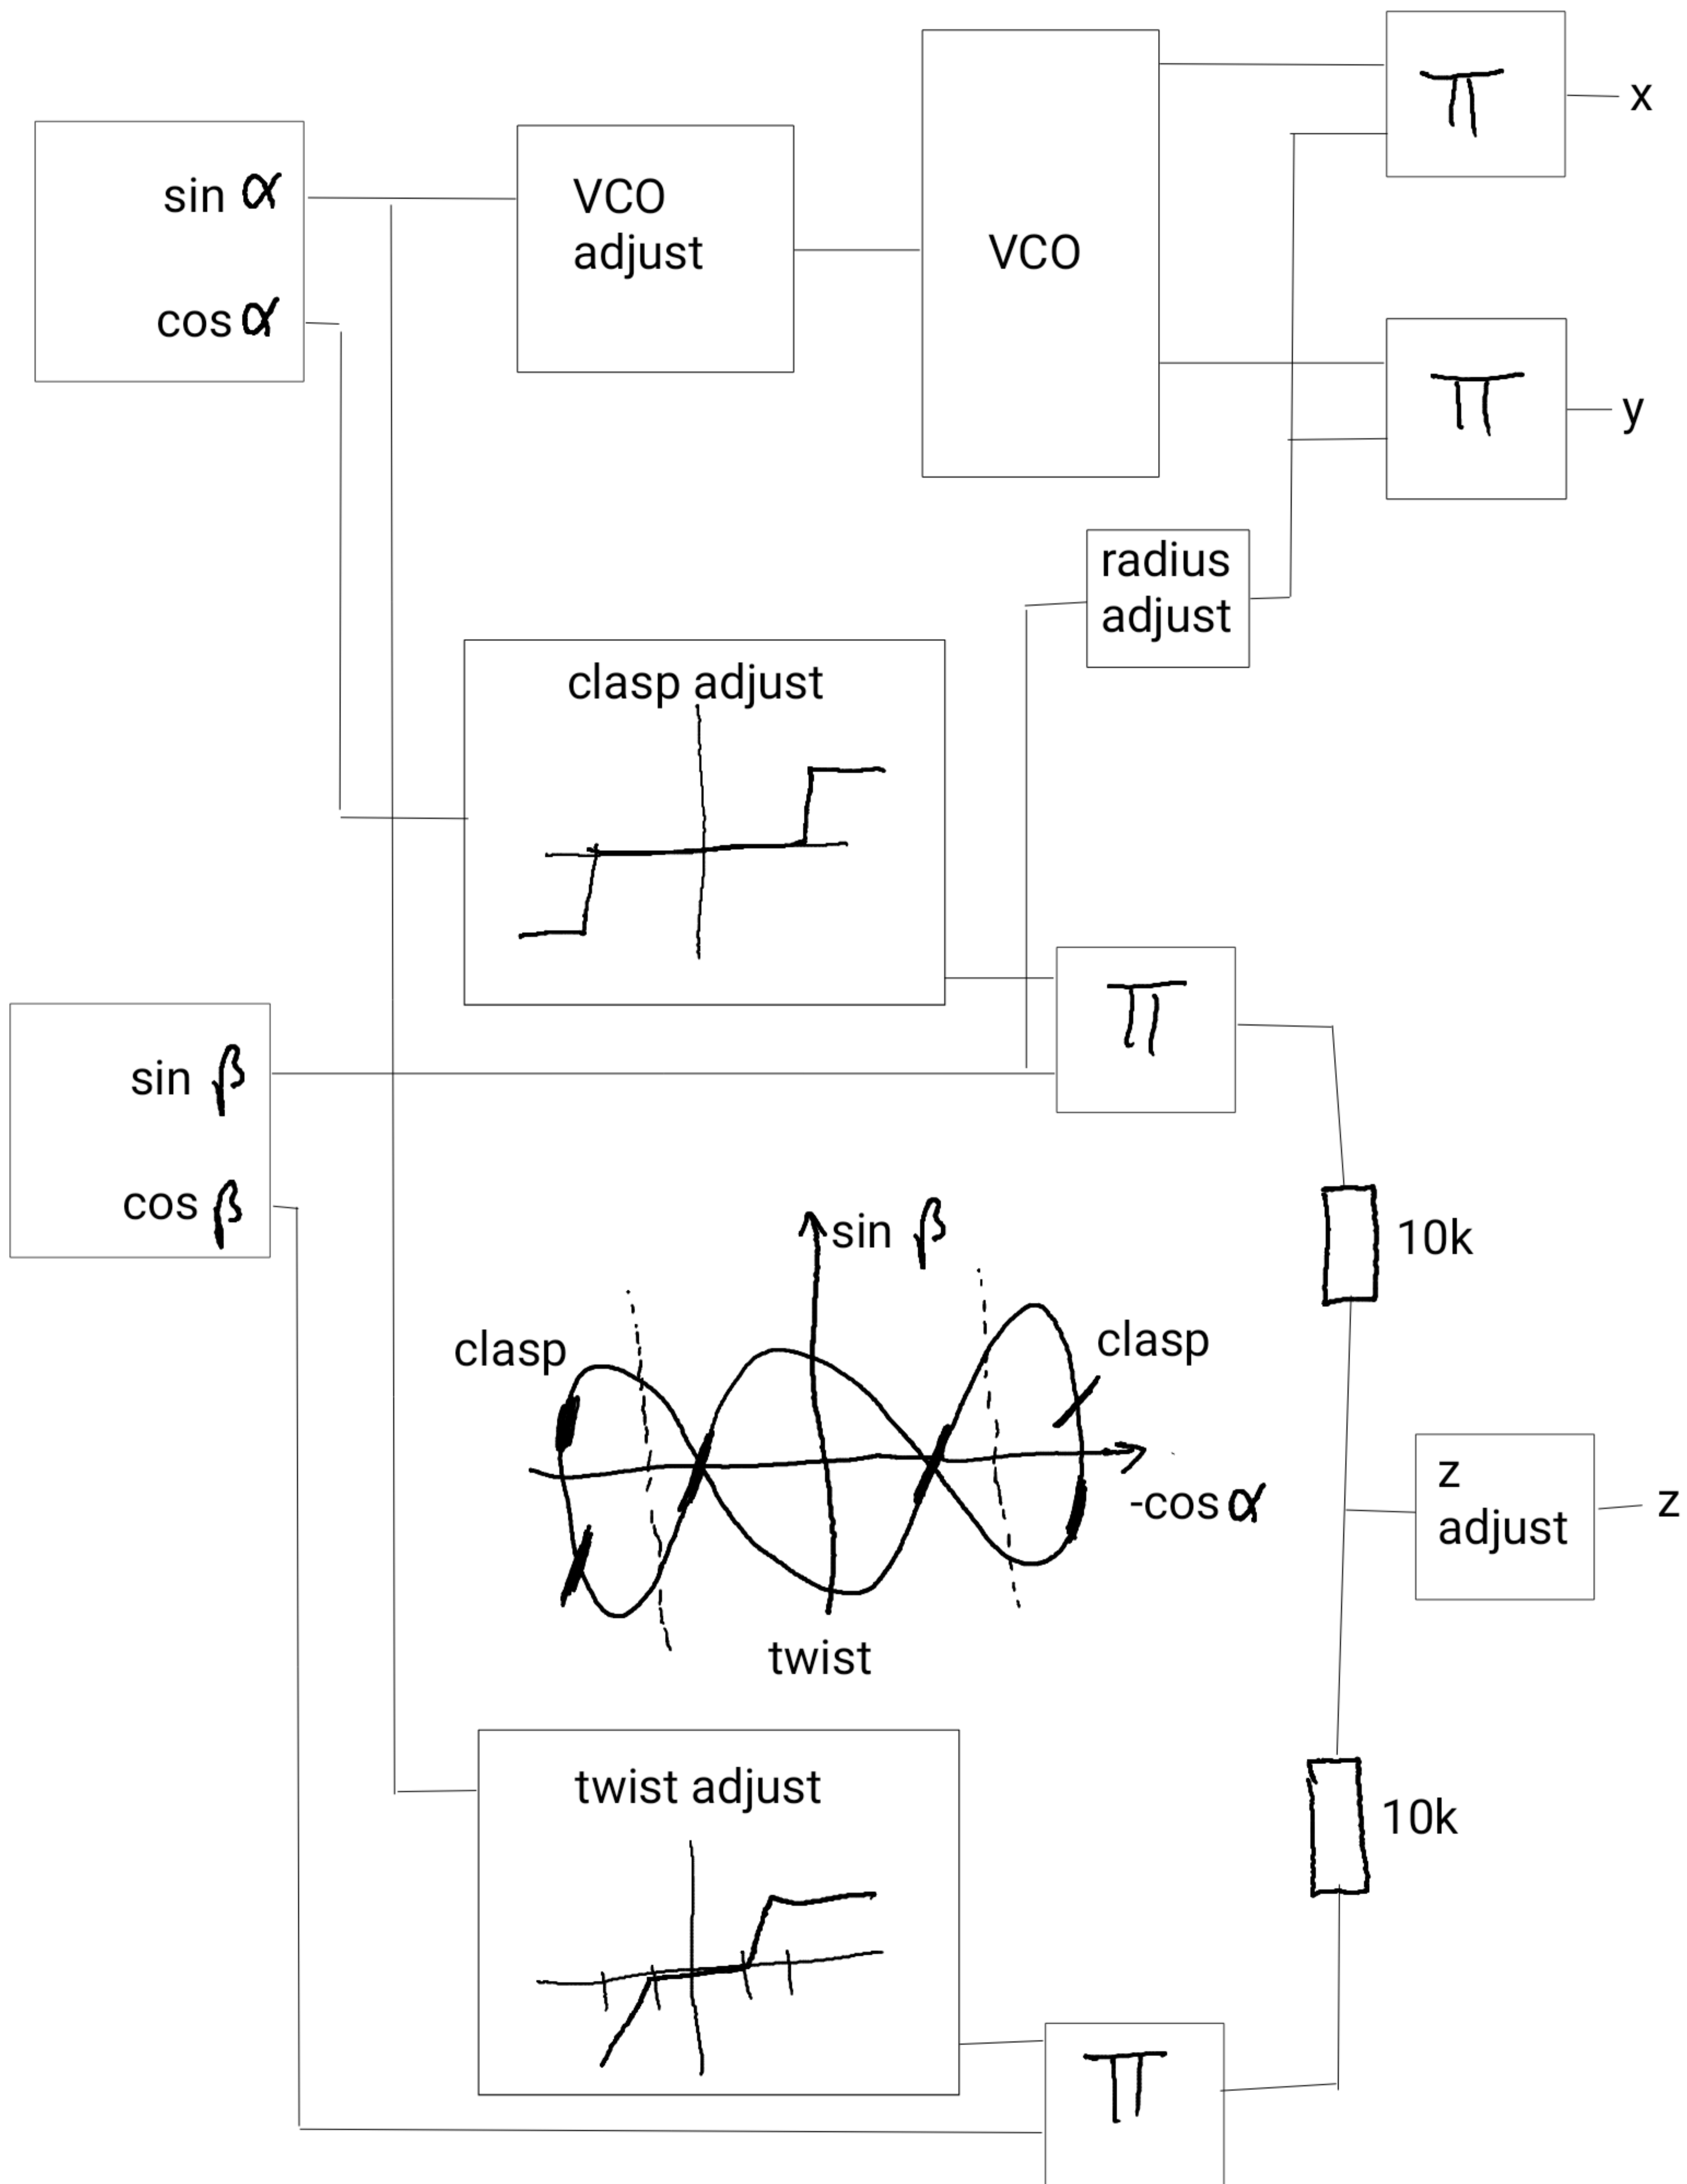 π
x
sin α
VCO
adjust
VCO
cos α
π
y
radius
adjust
clasp adjust
π
sin β
cos β
sin β
10k
clasp
clasp
z
adjust
z
-cos α
twist
twist adjust
10k
π